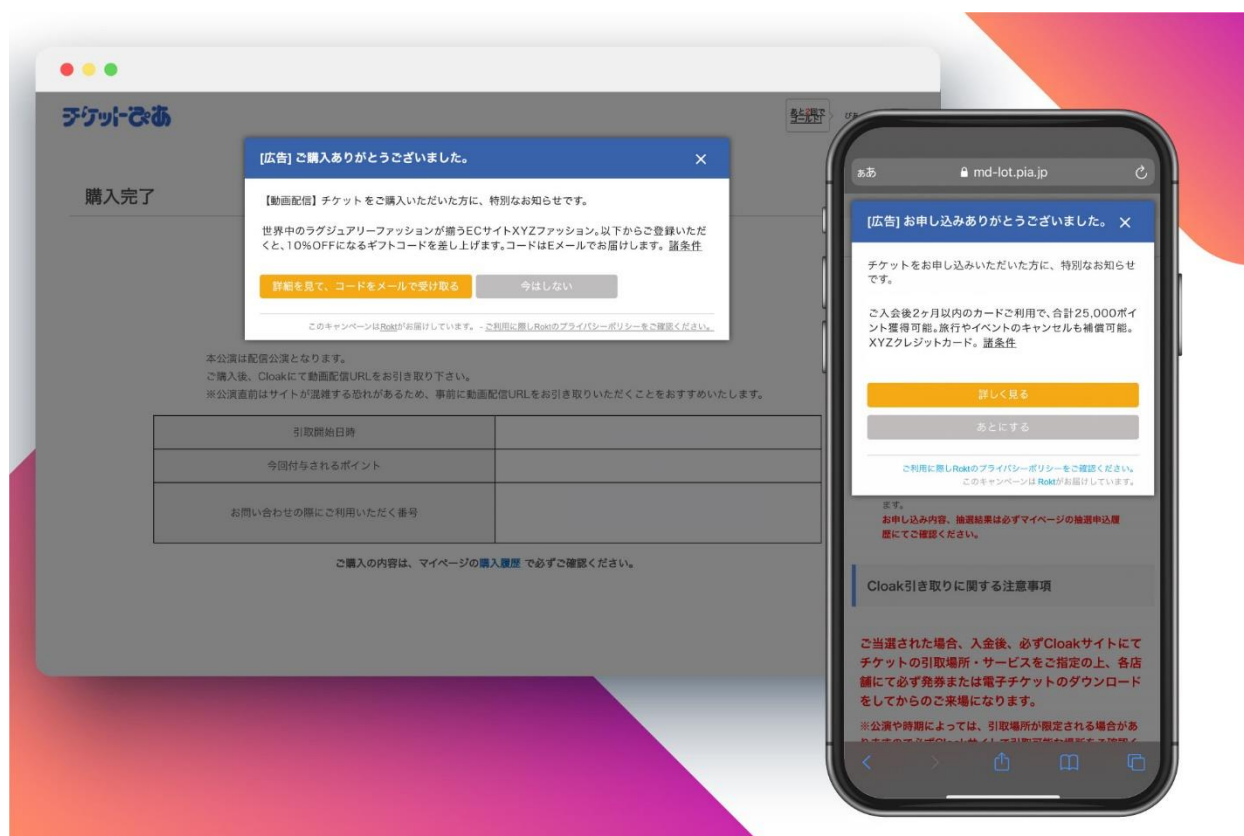 チケットぴあ
あと2個で
ゴールド!
[広告] ご購入ありがとうございました。 ×
購入完了
【動画配信】チケット をご購入いただいた方に、特別なお知らせです。
世界中のラグジュアリーファッションが揃うECサイトXYZファッション。以下からご登録いただ
くと、10%OFFになるギフトコードを差し上げます。コードはEメールでお届けします。 諸条件
詳細を見て、コードをメールで受け取る 今はしない
このキャンペーンはRoktがお届けしています。 - ご利用に際しRoktのプライバシーポリシーをご確認ください。
本公演は配信公演となります。
ご購入後、Cloakにて動画配信URLをお引き取り下さい。
※公演直前はサイトが混雑する恐れがあるため、事前に動画配信URLをお引き取りいただくことをおすすめいたします。
引取開始日時
今回付与されるポイント
お問い合わせの際にご利用いただく番号
ご購入の内容は、マイページの購入履歴 で必ずご確認ください。
ああ md-lot.pia.jp
[広告] お申し込みありがとうございました。 ×
チケットをお申し込みいただいた方に、特別なお知らせ
です。
ご入会後2ヶ月以内のカードご利用で、合計25,000ポイ
ント獲得可能。旅行やイベントのキャンセルも補償可能。
XYZクレジットカード。 諸条件
詳しく見る
あとにする
ご利用に際しRoktのプライバシーポリシーをご確認ください。
このキャンペーンは Roktがお届けしています。
ます。
お申し込み内容、抽選結果は必ずマイページの抽選申込履
歴にてご確認ください。
Cloak引き取りに関する注意事項
ご当選された場合、入金後、必ずCloakサイトにて
チケットの引取場所・サービスをご指定の上、各店
舗にて必ず発券または電子チケットのダウンロード
をしてからのご来場になります。
※公演や時期によっては、引取場所が限定される場合があ